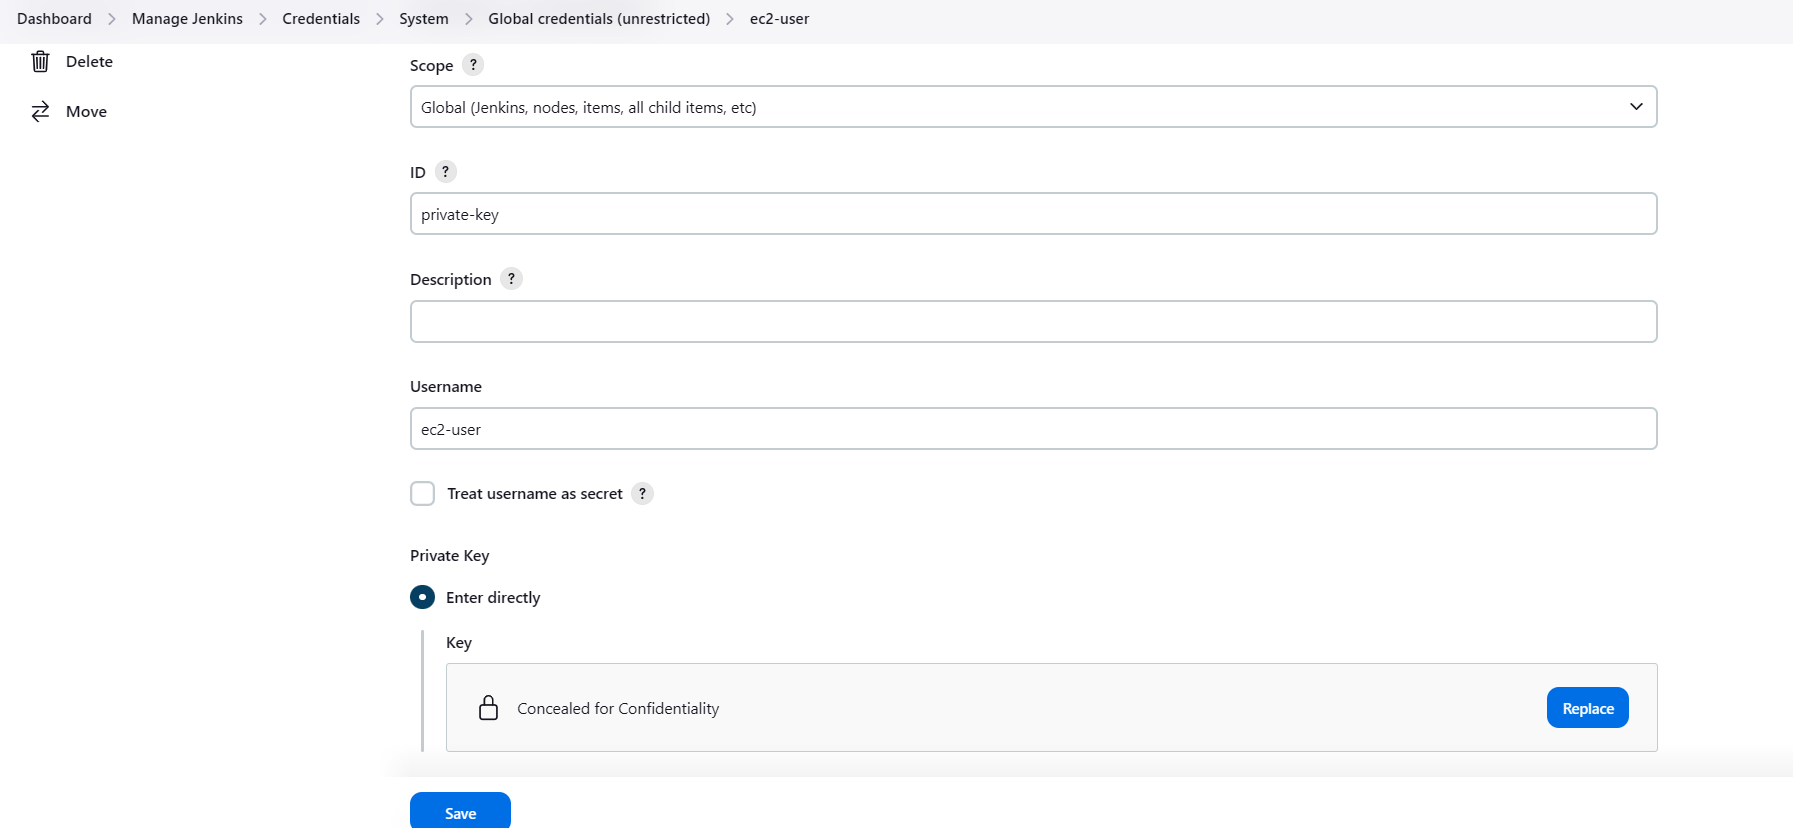 Dashboard > Manage Jenkins > Credentials > System > Global credentials (unrestricted) > ec2-user
Delete
Move
Scope ?
Global (Jenkins, nodes, items, all child items, etc)
ID ?
private-key
Description ?
Username
ec2-user
Treat username as secret ?
Private Key
Enter directly
Key
Concealed for Confidentiality
Replace
Save